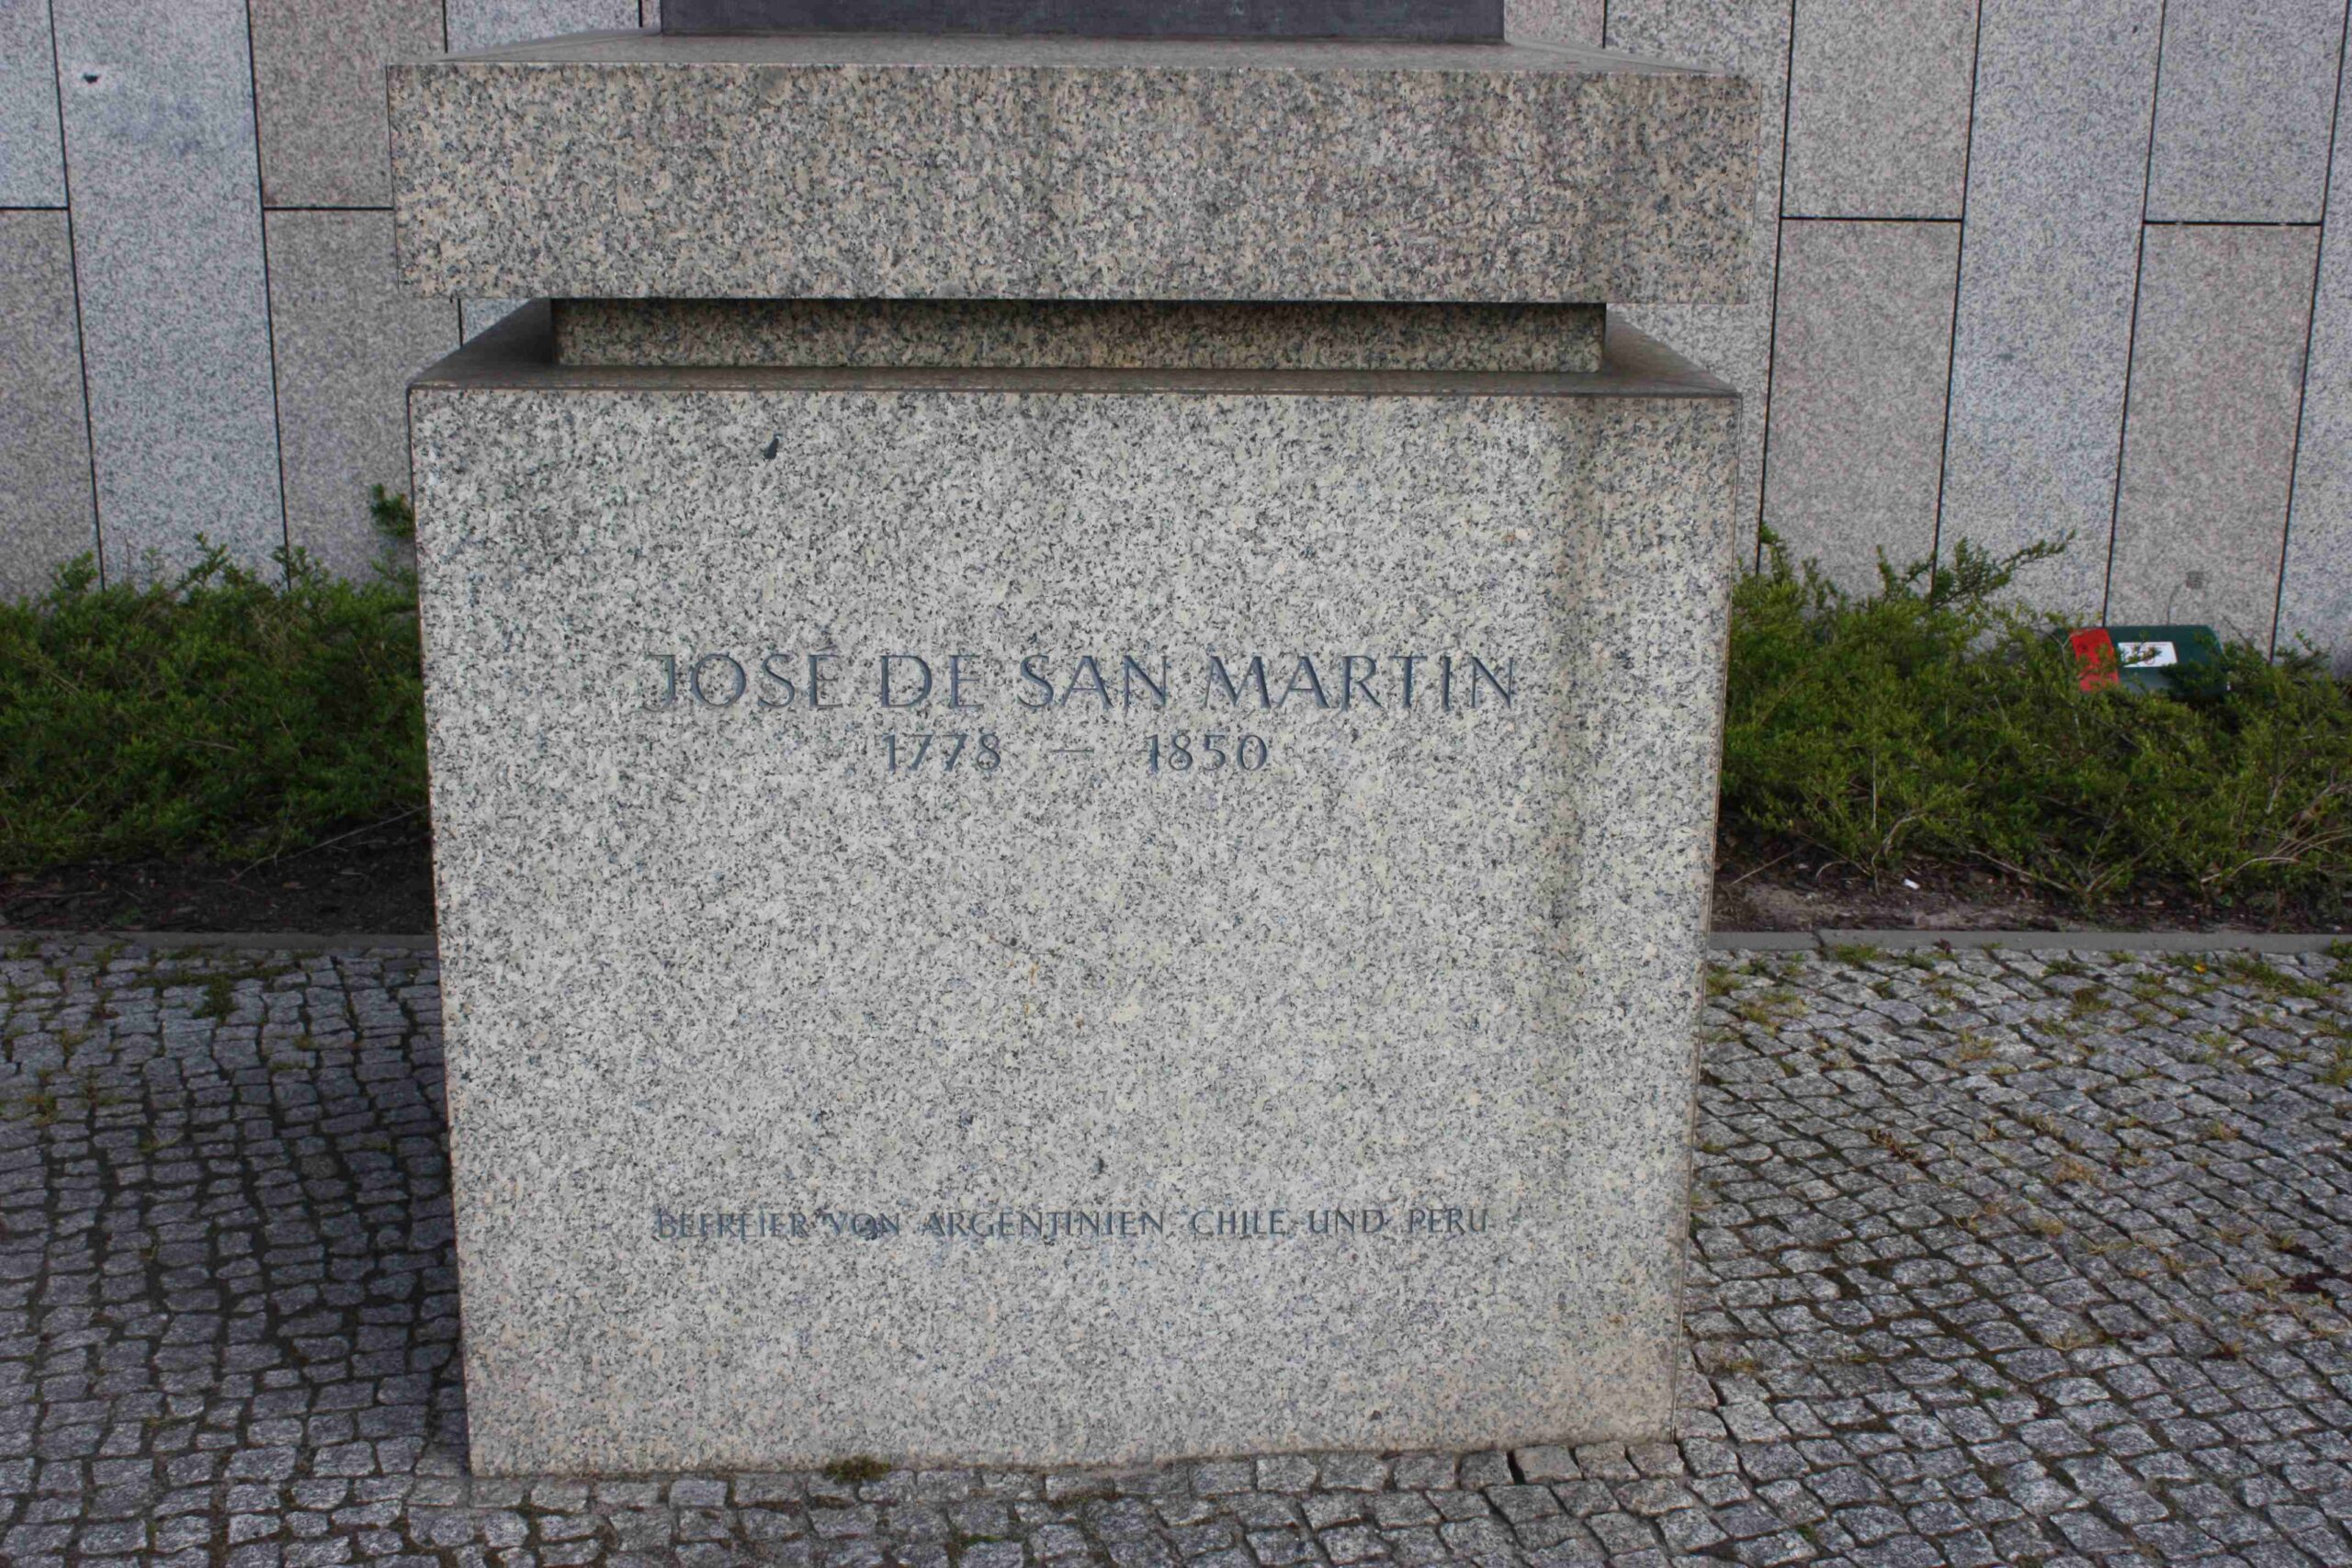 JOSÉ DE SAN MARTIN
1778 — 1850
BEFREIER VON ARGENTINIEN CHILE UND PERU